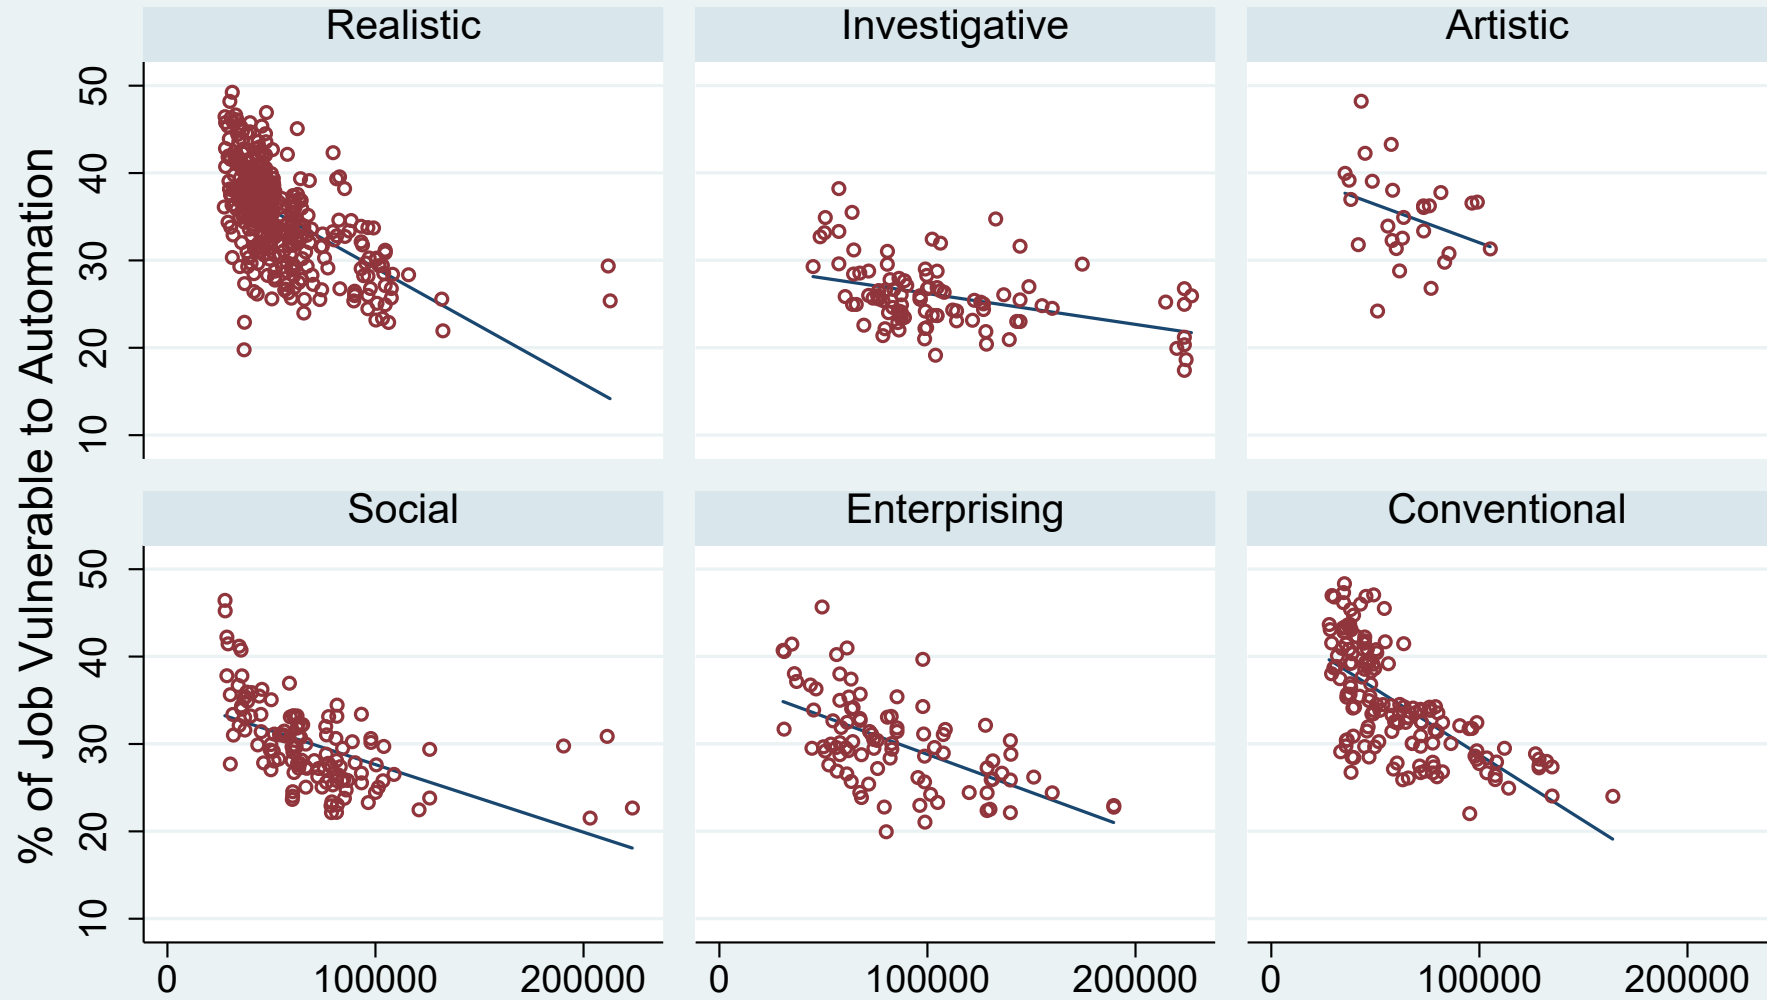 Realistic
Investigative
Artistic
% of Job Vulnerable to Automation
50
40
30
20
10
Social
Enterprising
Conventional
50
40
30
20
10
0 100000 200000
0 100000 200000
0 100000 200000